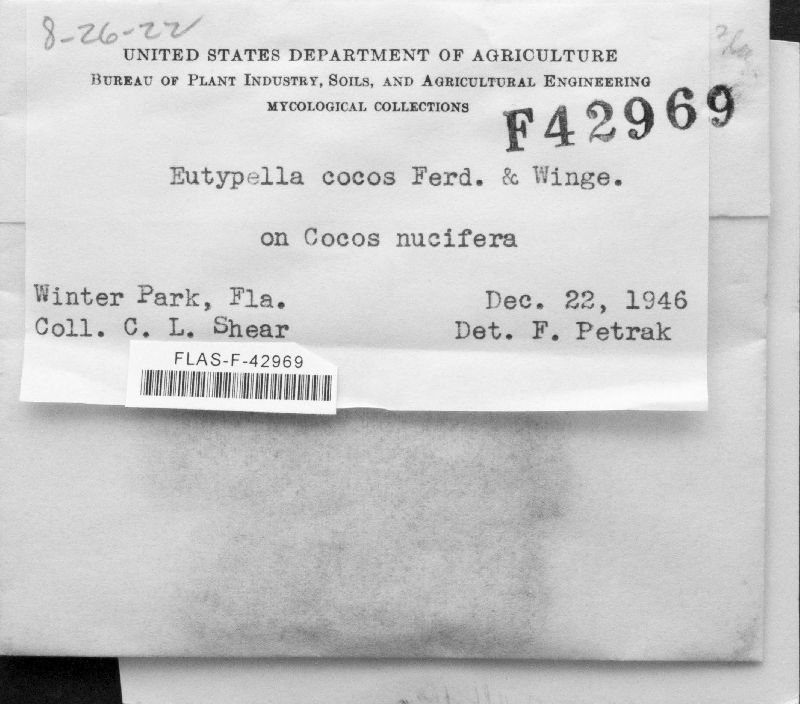 8-26-22
UNITED STATES DEPARTMENT OF AGRICULTURE
BUREAU OF PLANT INDUSTRY, SOILS, AND AGRICULTURAL ENGINEERING
MYCOLOGICAL COLLECTIONS
F42969
Eutypella cocos Ferd. & Winge.
on Cocos nucifera
Winter Park, Fla. Dec. 22, 1946
Coll. C. L. Shear Det. F. Petrak
FLAS-F-42969